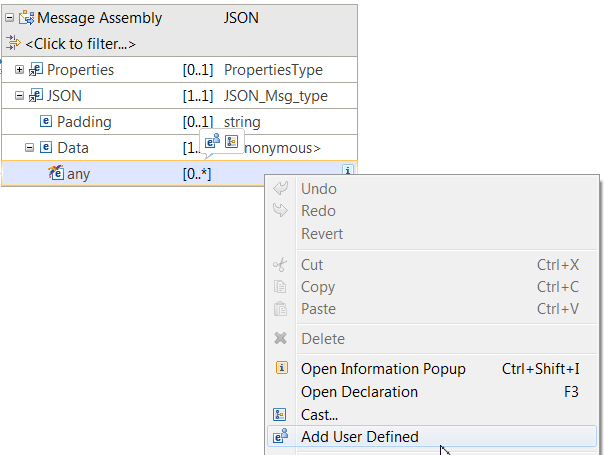 Message Assembly JSON
<Click to filter...>
Properties [0..1] PropertiesType
JSON [1..1] JSON_Msg_type
Padding [0..1] string
Data [1.. nonymous>
any [0..*]
Undo
Redo
Revert
Cut Ctrl+X
Copy Ctrl+C
Paste Ctrl+V
Delete
Open Information Popup Ctrl+Shift+I
Open Declaration F3
Cast...
Add User Defined